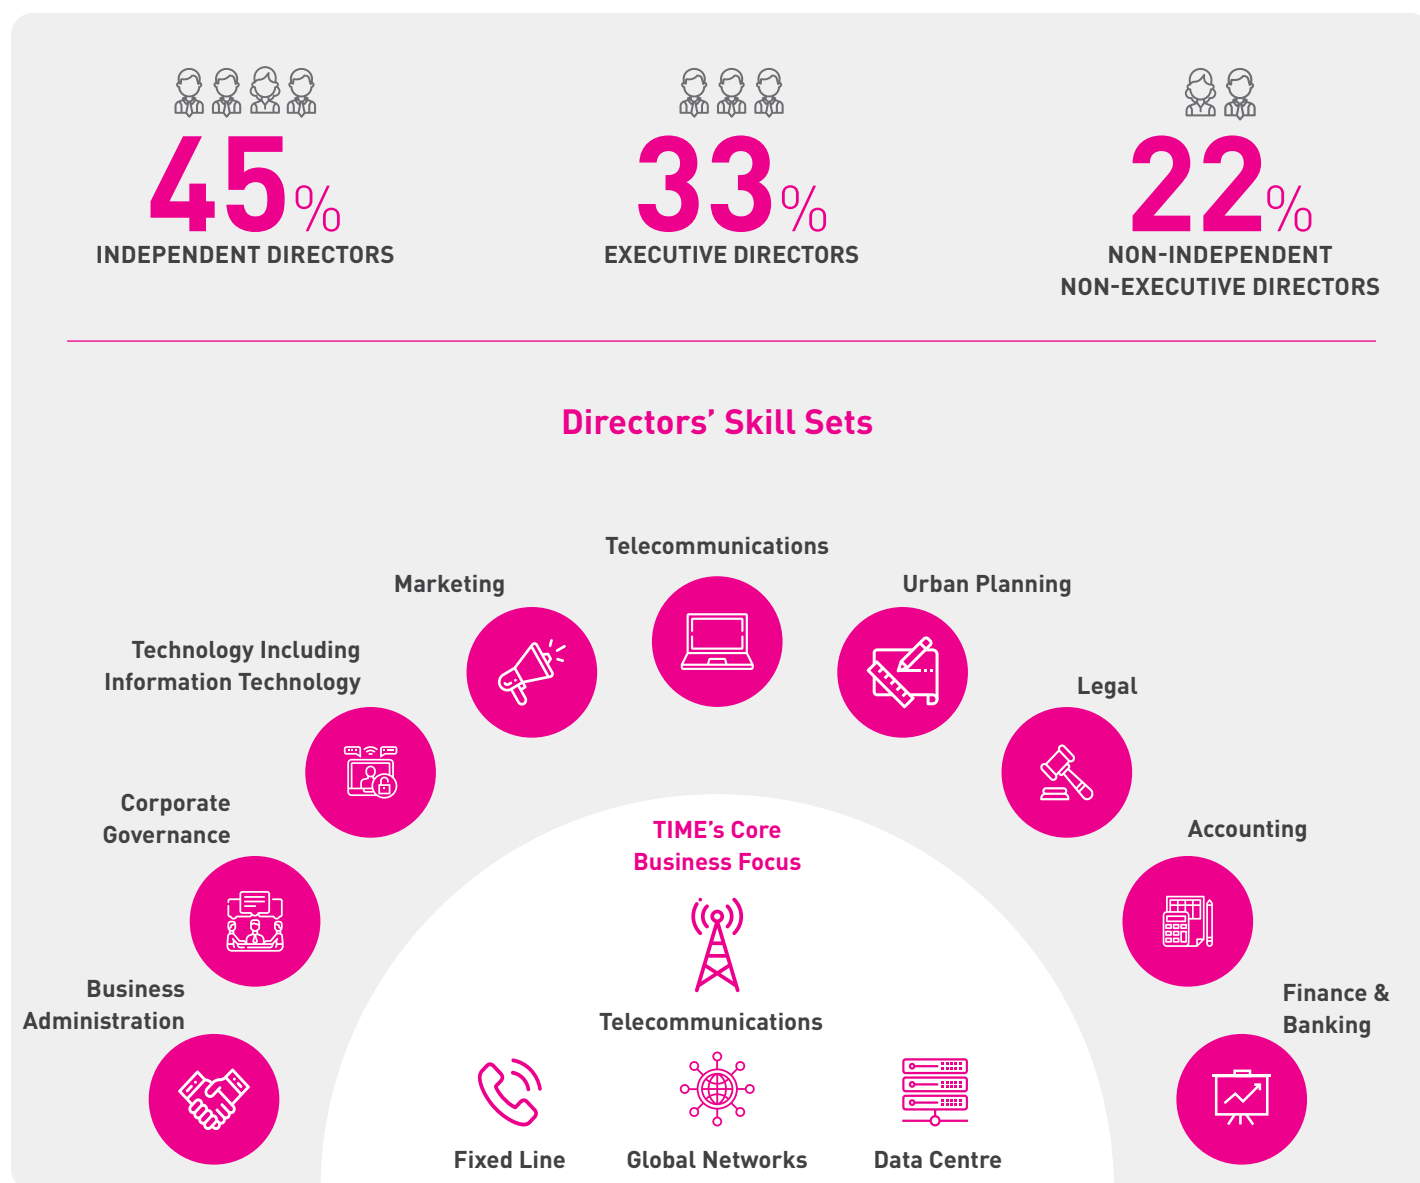 45%
INDEPENDENT DIRECTORS
33%
EXECUTIVE DIRECTORS
22%
NON-INDEPENDENT
NON-EXECUTIVE DIRECTORS
Directors’ Skill Sets
Business
Administration
Corporate
Governance
Technology Including
Information Technology
Marketing
Telecommunications
Urban Planning
Legal
Accounting
Finance &
Banking
TIME’s Core
Business Focus
Telecommunications
Fixed Line
Global Networks
Data Centre